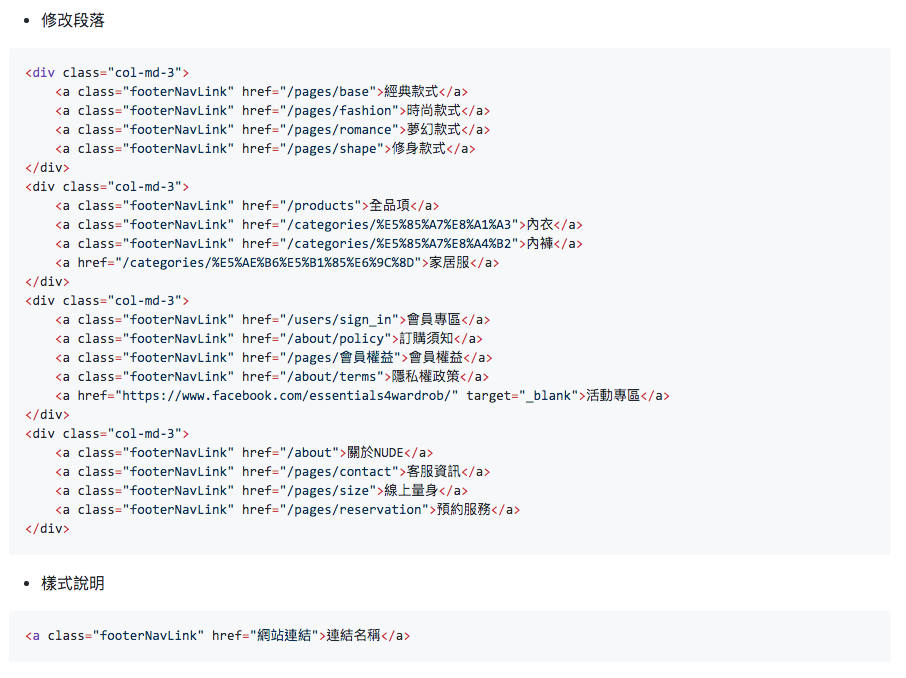 • 修改段落
<div class="col-md-3">
    <a class="footerNavLink" href="/pages/base">經典款式</a>
    <a class="footerNavLink" href="/pages/fashion">時尚款式</a>
    <a class="footerNavLink" href="/pages/romance">夢幻款式</a>
    <a class="footerNavLink" href="/pages/shape">修身款式</a>
</div>
<div class="col-md-3">
    <a class="footerNavLink" href="/products">全品項</a>
    <a class="footerNavLink" href="/categories/%E5%85%A7%E8%A1%A3">內衣</a>
    <a class="footerNavLink" href="/categories/%E5%85%A7%E8%A4%B2">內褲</a>
    <a href="/categories/%E5%AE%B6%E5%B1%85%E6%9C%8D">家居服</a>
</div>
<div class="col-md-3">
    <a class="footerNavLink" href="/users/sign_in">會員專區</a>
    <a class="footerNavLink" href="/about/policy">訂購須知</a>
    <a class="footerNavLink" href="/pages/會員權益">會員權益</a>
    <a class="footerNavLink" href="/about/terms">隱私權政策</a>
    <a href="https://www.facebook.com/essentials4wardrob/" target="_blank">活動專區</a>
</div>
<div class="col-md-3">
    <a class="footerNavLink" href="/about">關於NUDE</a>
    <a class="footerNavLink" href="/pages/contact">客服資訊</a>
    <a class="footerNavLink" href="/pages/size">線上量身</a>
    <a class="footerNavLink" href="/pages/reservation">預約服務</a>
</div>
• 樣式說明
<a class="footerNavLink" href="網站連結">連結名稱</a>